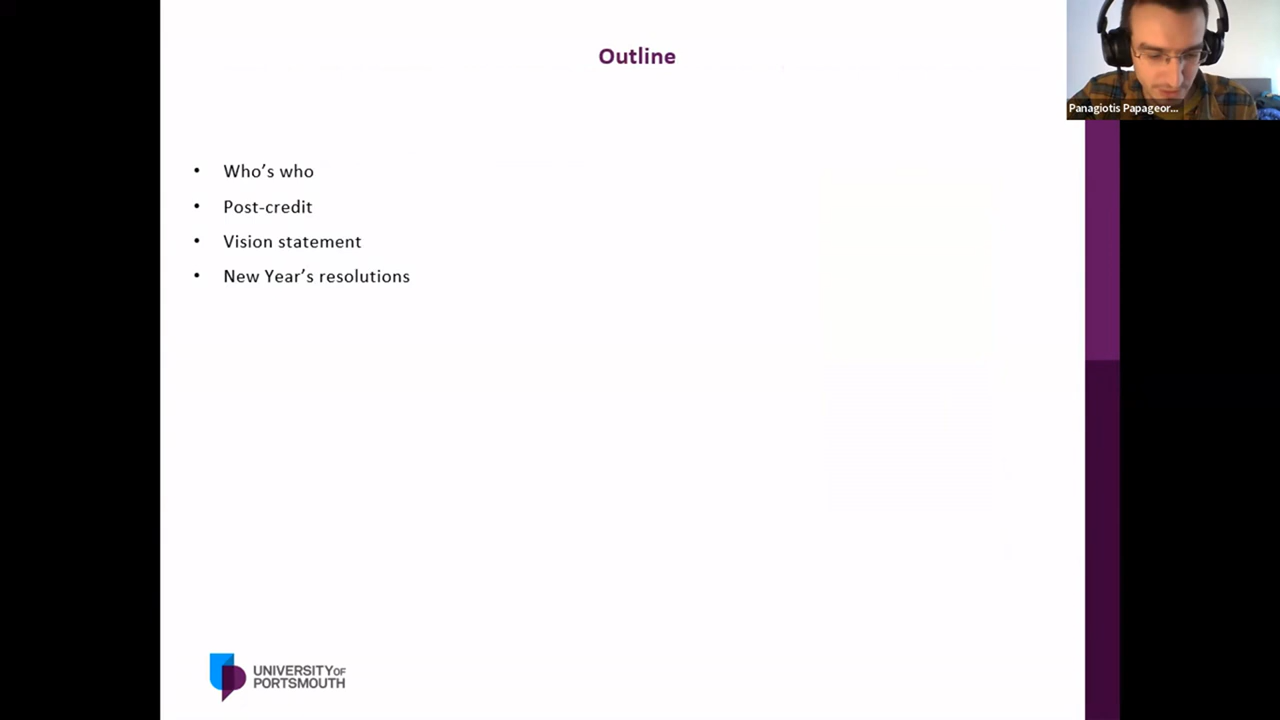 Outline
Panagiotis Papageor...
• Who's who
• Post-credit
• Vision statement
• New Year's resolutions
UNIVERSITY OF
PORTSMOUTH